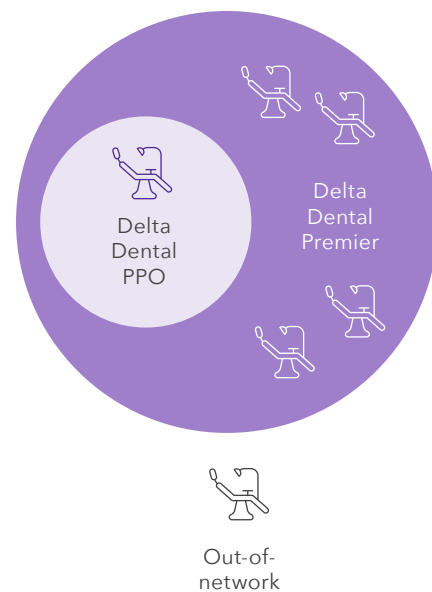 Delta
Dental
PPO
Delta
Dental
Premier
Out-of-
network